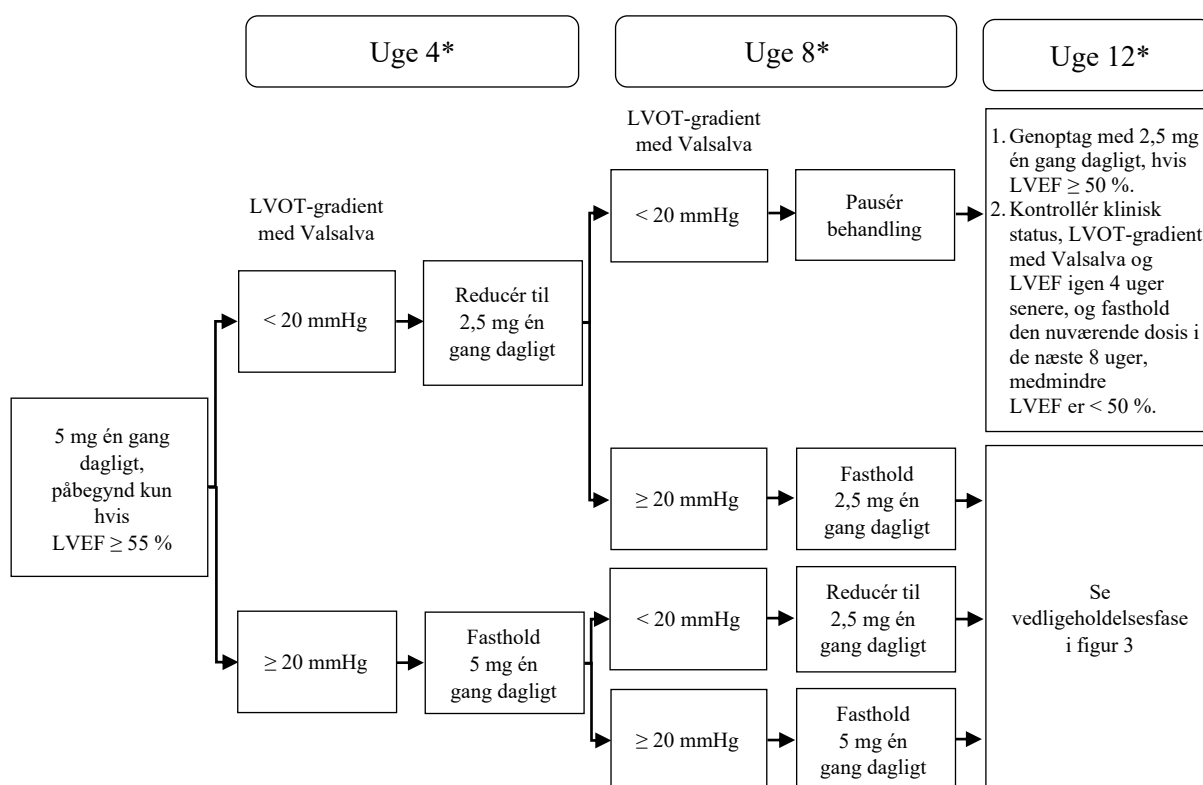 Uge 4*
Uge 8*
Uge 12*
5 mg én gang
dagligt,
påbegynd kun
hvis
LVEF ≥ 55 %
LVOT-gradient
med Valsalva
< 20 mmHg
Reducér til
2,5 mg én
gang dagligt
≥ 20 mmHg
Fasthold
5 mg én
gang dagligt
LVOT-gradient
med Valsalva
< 20 mmHg
Pausér
behandling
≥ 20 mmHg
Fasthold
2,5 mg én
gang dagligt
< 20 mmHg
Reducér til
2,5 mg én
gang dagligt
≥ 20 mmHg
Fasthold
5 mg én
gang dagligt
1. Genoptag med 2,5 mg
én gang dagligt, hvis
LVEF ≥ 50 %.
2. Kontrollér klinisk
status, LVOT-gradient
med Valsalva og
LVEF igen 4 uger
senere, og fasthold
den nuværende dosis i
de næste 8 uger,
medmindre
LVEF er < 50 %.
Se
vedligeholdelsesfase
i figur 3